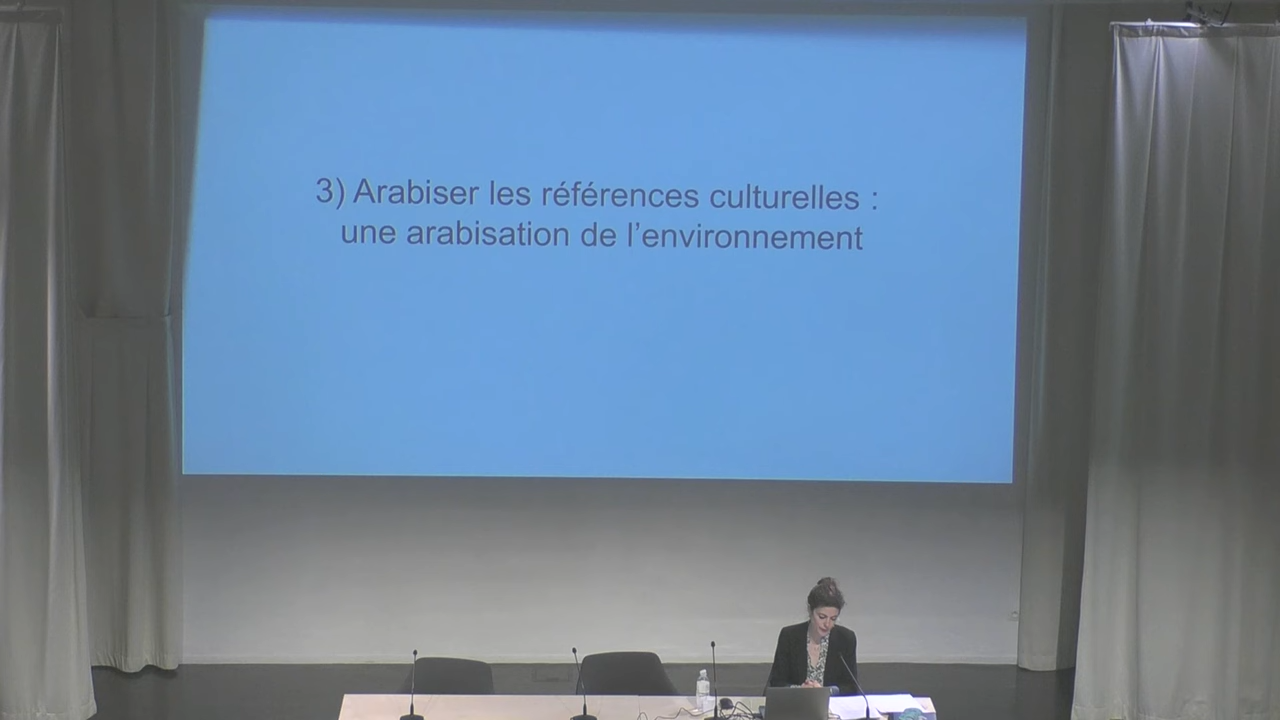 3) Arabiser les références culturelles :
une arabisation de l’environnement